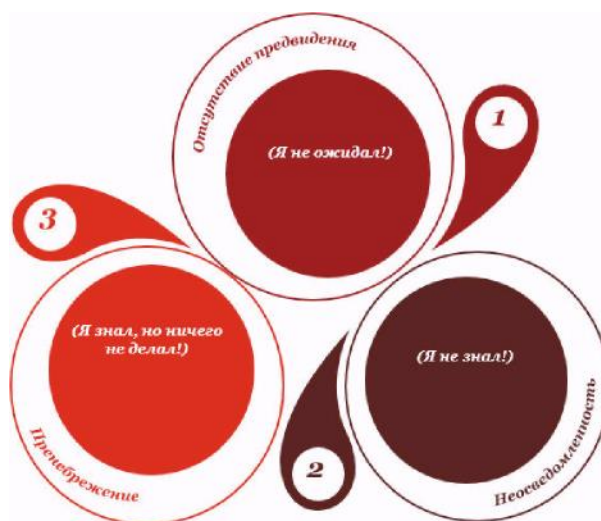 Отсутствие предвидения
(Я не ожидал!)
1
3
(Я знал, но ничего
не делал!)
Пренебрежение
(Я не знал!)
2
Неосведомленность